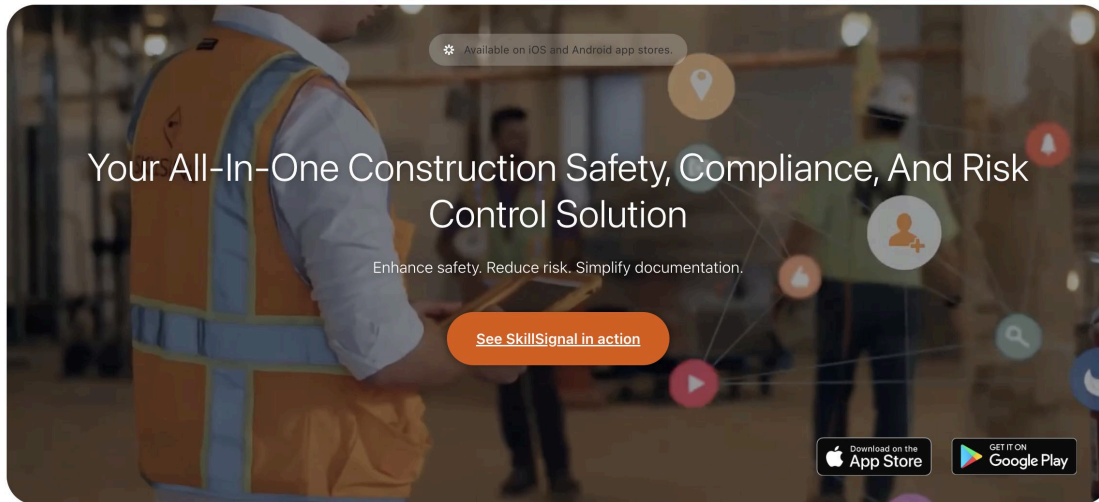 Available on iOS and Android app stores.
Your All-In-One Construction Safety, Compliance, And Risk
Control Solution
Enhance safety. Reduce risk. Simplify documentation.
See SkillSignal in action
Download on the
App Store
GET IT ON
Google Play